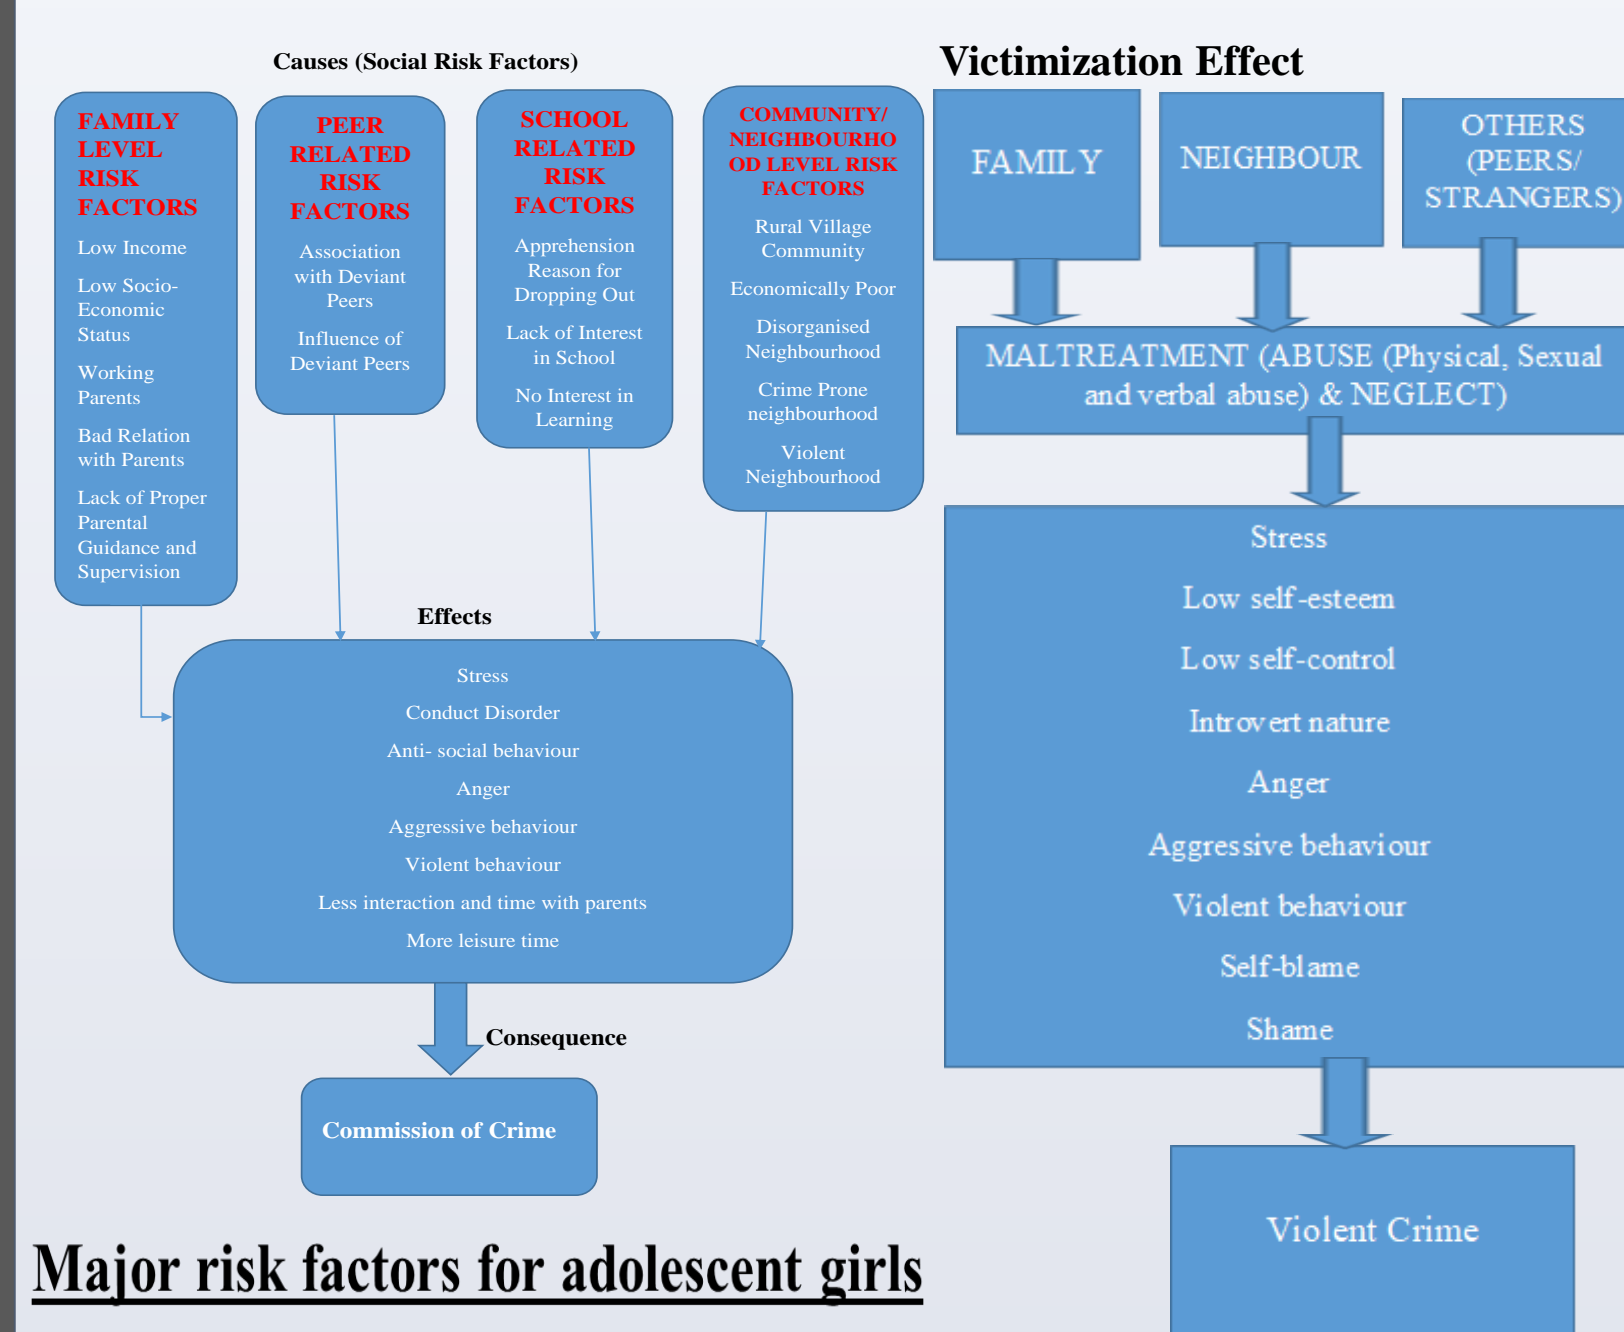 Causes (Social Risk Factors)
FAMILY
LEVEL
RISK
FACTORS
Low Income
Low Socio-
Economic
Status
Working
Parents
Bad Relation
with Parents
Lack of Proper
Parental
Guidance and
Supervision
PEER
RELATED
RISK
FACTORS
Association
with Deviant
Peers
Influence of
Deviant Peers
SCHOOL
RELATED
RISK
FACTORS
Apprehension
Reason for
Dropping Out
Lack of Interest
in School
No Interest in
Learning
COMMUNITY/
NEIGHBOURHO
OD LEVEL RISK
FACTORS
Rural Village
Community
Economically Poor
Disorganised
Neighbourhood
Crime Prone
neighbourhood
Violent
Neighbourhood
Effects
Stress
Conduct Disorder
Anti- social behaviour
Anger
Aggressive behaviour
Violent behaviour
Less interaction and time with parents
More leisure time
Consequence
Commission of Crime
Major risk factors for adolescent girls
Victimization Effect
FAMILY
NEIGHBOUR
OTHERS
(PEERS/
STRANGERS)
MALTREATMENT (ABUSE (Physical, Sexual
and verbal abuse) & NEGLECT)
Stress
Low self-esteem
Low self-control
Introvert nature
Anger
Aggressive behaviour
Violent behaviour
Self-blame
Shame
Violent Crime